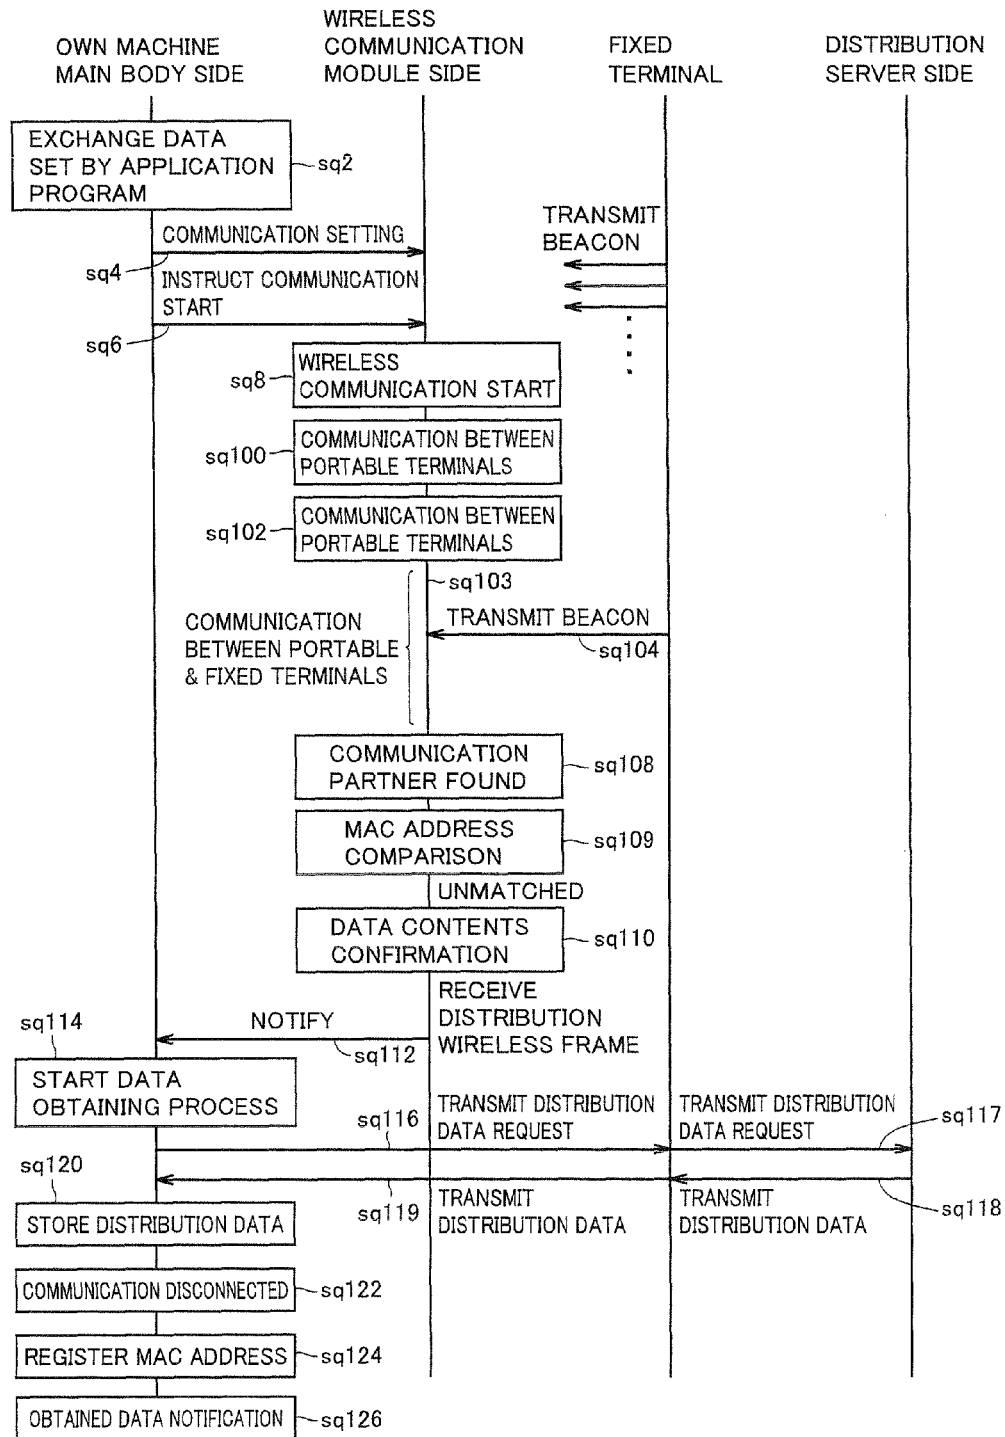 OWN MACHINE
MAIN BODY SIDE
WIRELESS
COMMUNICATION
MODULE SIDE
FIXED
TERMINAL
DISTRIBUTION
SERVER SIDE
EXCHANGE DATA
SET BY APPLICATION
PROGRAM
sq2
COMMUNICATION SETTING
sq4
INSTRUCT COMMUNICATION
START
sq6
TRANSMIT
BEACON
sq8
WIRELESS
COMMUNICATION START
sq100
COMMUNICATION BETWEEN
PORTABLE TERMINALS
sq102
COMMUNICATION BETWEEN
PORTABLE TERMINALS
sq103
COMMUNICATION
BETWEEN PORTABLE
& FIXED TERMINALS
TRANSMIT BEACON
sq104
COMMUNICATION
PARTNER FOUND
sq108
MAC ADDRESS
COMPARISON
sq109
UNMATCHED
DATA CONTENTS
CONFIRMATION
sq110
RECEIVE
DISTRIBUTION
WIRELESS FRAME
sq114
NOTIFY
sq112
START DATA
OBTAINING PROCESS
sq116
TRANSMIT DISTRIBUTION
DATA REQUEST
TRANSMIT DISTRIBUTION
DATA REQUEST
sq117
sq120
sq119
TRANSMIT
DISTRIBUTION DATA
TRANSMIT
DISTRIBUTION DATA
sq118
STORE DISTRIBUTION DATA
COMMUNICATION DISCONNECTED
sq122
REGISTER MAC ADDRESS
sq124
OBTAINED DATA NOTIFICATION
sq126